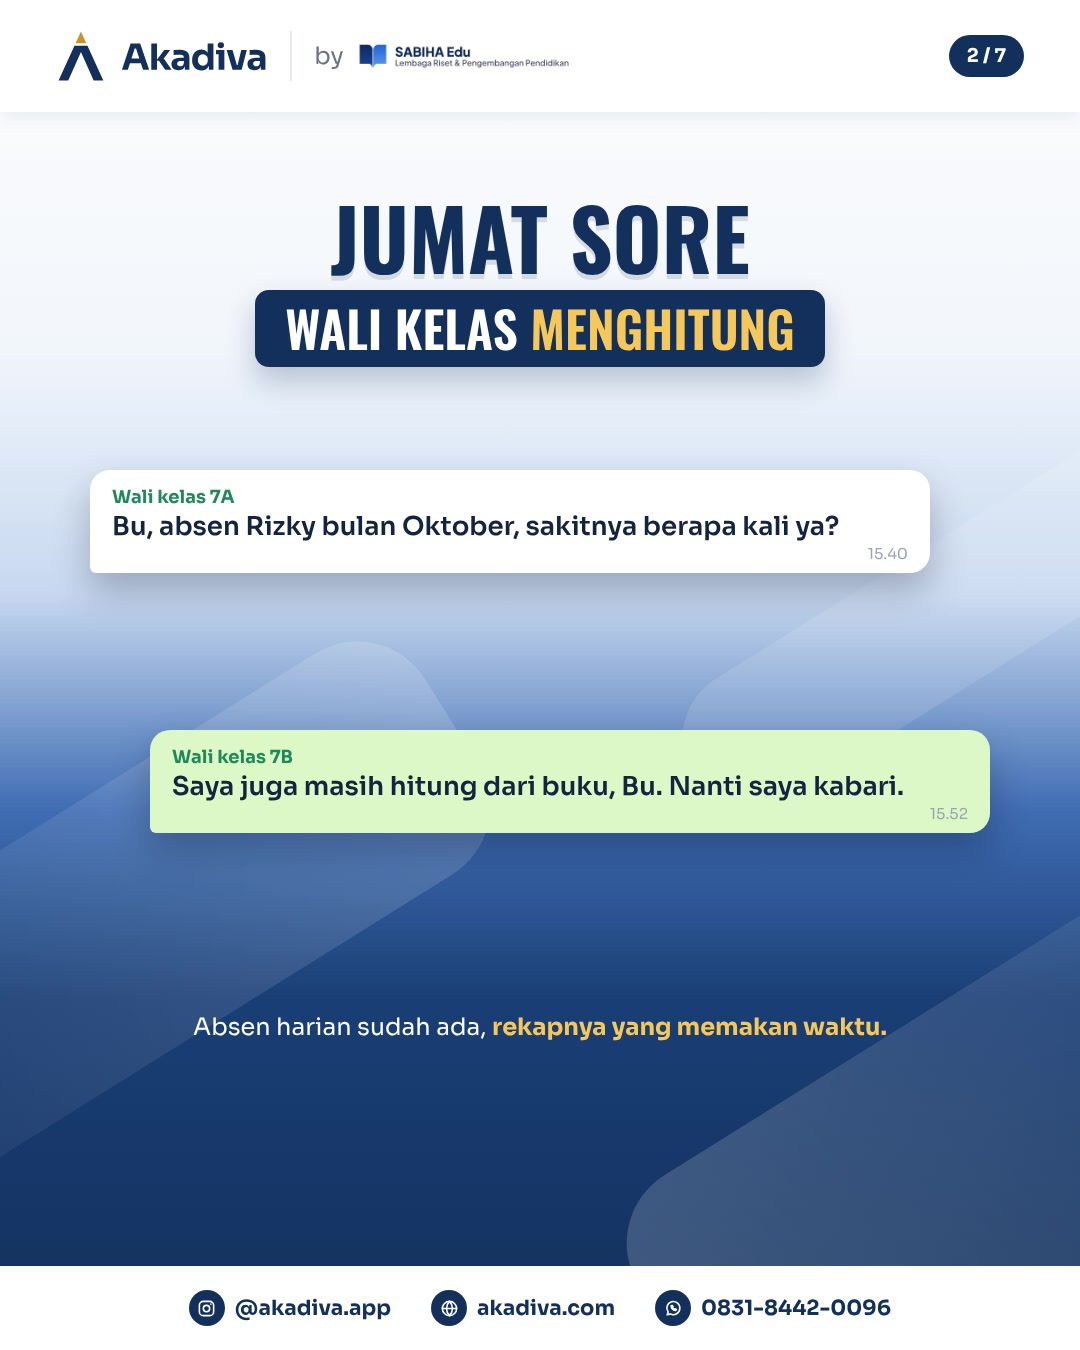 Akadiva
by
SABIHA Edu
Lembaga Riset & Pengembangan Pendidikan
2 / 7
JUMAT SORE
WALI KELAS MENGHITUNG
Wali kelas 7A
Bu, absen Rizky bulan Oktober, sakitnya berapa kali ya?
15.40
Wali kelas 7B
Saya juga masih hitung dari buku, Bu. Nanti saya kabari.
15.52
Absen harian sudah ada, rekapnya yang memakan waktu.
@akadiva.app
akadiva.com
0831-8442-0096